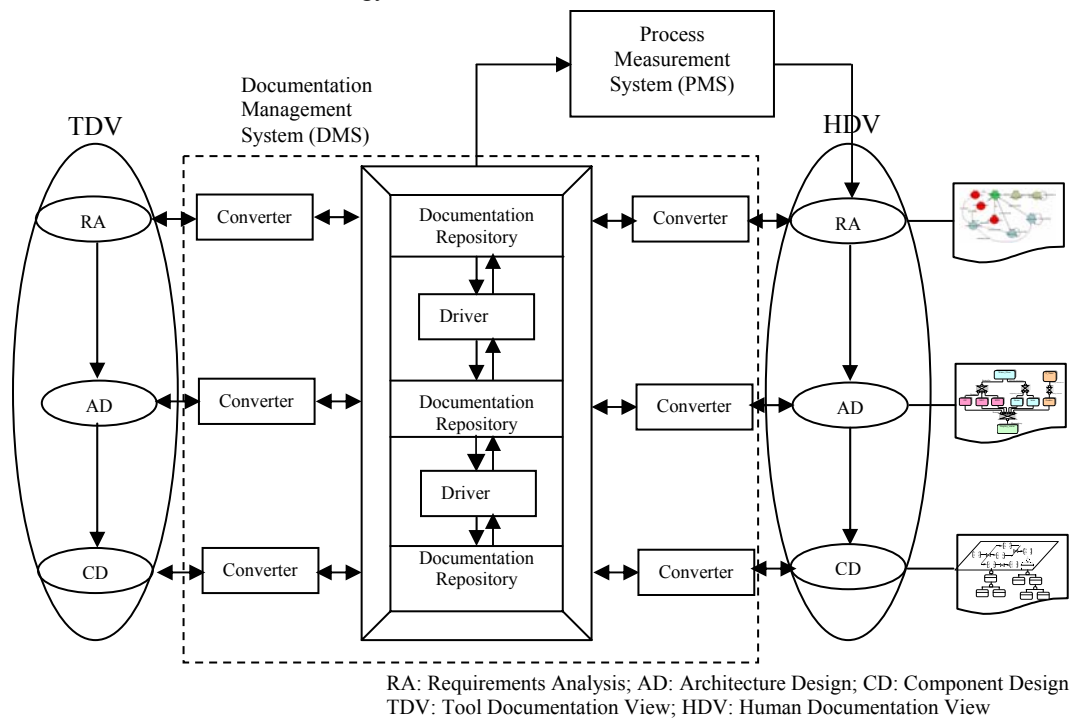 gy
Process
Measurement
System (PMS)
Documentation
Management
System (DMS)
TDV
HDV
RA
Converter
Documentation
Repository
Converter
RA
Driver
AD
Converter
Documentation
Repository
Converter
AD
Driver
CD
Converter
Documentation
Repository
Converter
CD
RA: Requirements Analysis; AD: Architecture Design; CD: Component Design
TDV: Tool Documentation View; HDV: Human Documentation View